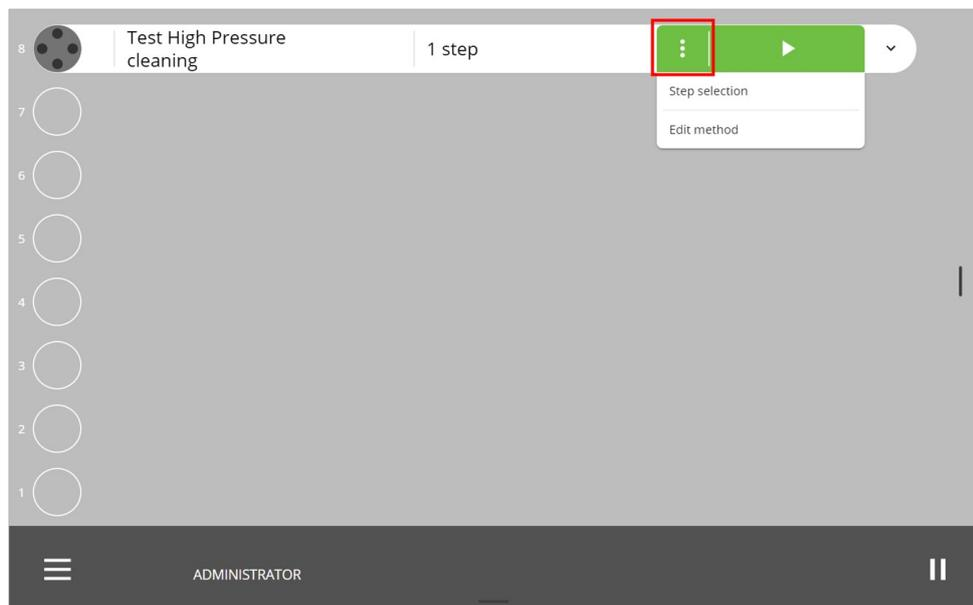 8
Test High Pressure
cleaning
1 step
Step selection
Edit method
7
6
5
4
3
2
1
ADMINISTRATOR